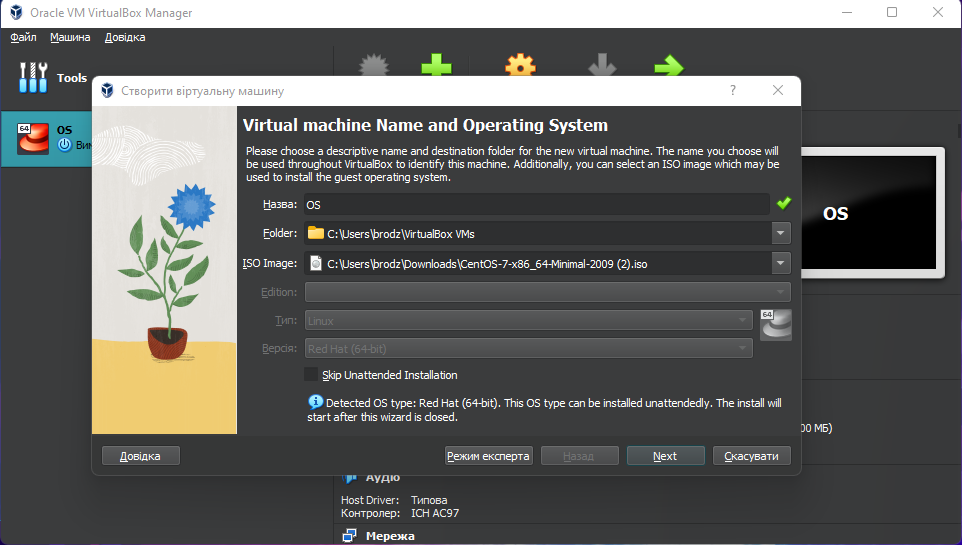 Oracle VM VirtualBox Manager
Файл Машина Довідка
Tools
64
OS
Вим
Створити віртуальну машину
?
Virtual machine Name and Operating System
Please choose a descriptive name and destination folder for the new virtual machine. The name you choose will
be used throughout VirtualBox to identify this machine. Additionally, you can select an ISO image which may be
used to install the guest operating system.
Назва: OS
Folder: C:\Users\brodz\VirtualBox VMs
ISO Image: C:\Users\brodz\Downloads\CentOS-7-x86_64-Minimal-2009 (2).iso
Edition:
Тип: Linux
64
Версія: Red Hat (64-bit)
Skip Unattended Installation
Detected OS type: Red Hat (64-bit). This OS type can be installed unattendedly. The install will
start after this wizard is closed.
Довідка Режим експерта Назад Next Скасувати
OS
00 МБ)
Аудіо
Host Driver: Типова
Контролер: ICH AC97
Мережа